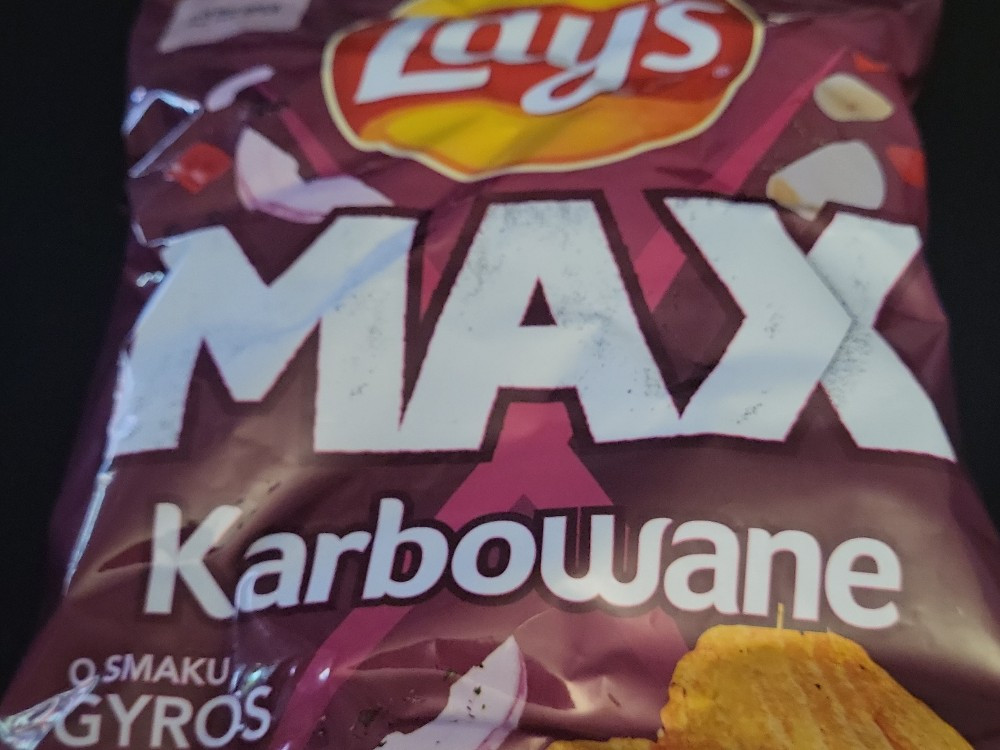 Lay's
MAX
Karbowane
O SMAKU
GYROS